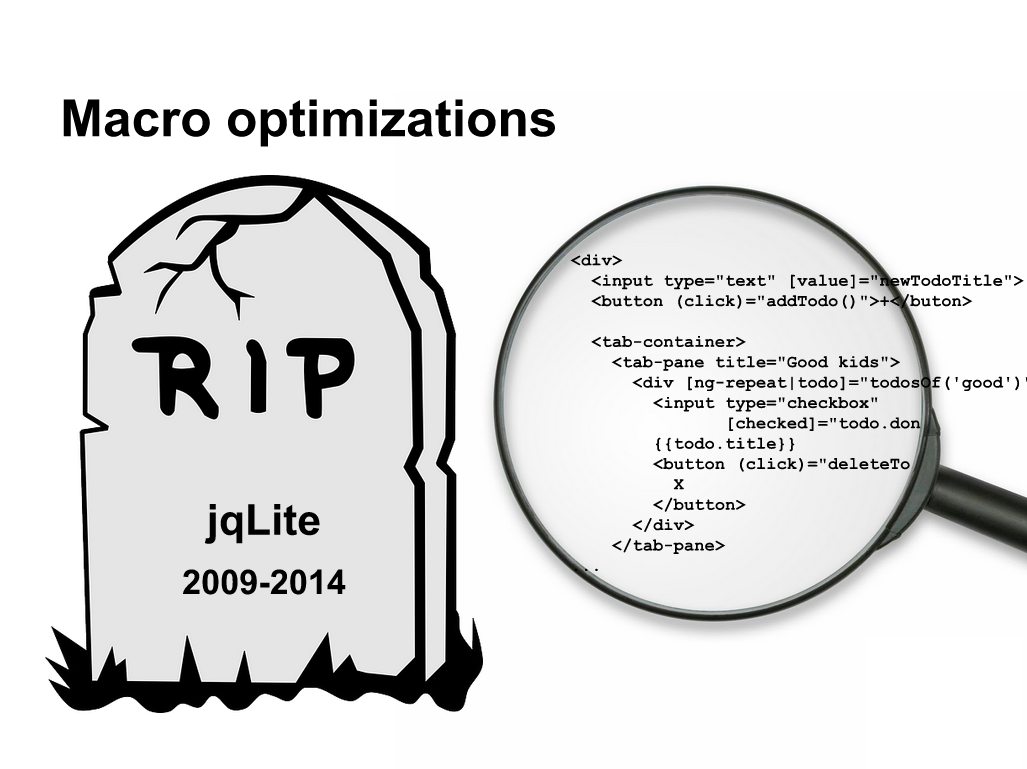 Macro optimizations
RIP
jqLite
2009-2014
<div>
  <input type="text" [value]="newTodoTitle">
  <button (click)="addTodo()">+</buton>

  <tab-container>
    <tab-pane title="Good kids">
      <div [ng-repeat|todo]="todosOf('good')"
        <input type="checkbox"
               [checked]="todo.don
        {{todo.title}}
        <button (click)="deleteTo
          X
        </button>
      </div>
    </tab-pane>
 ..